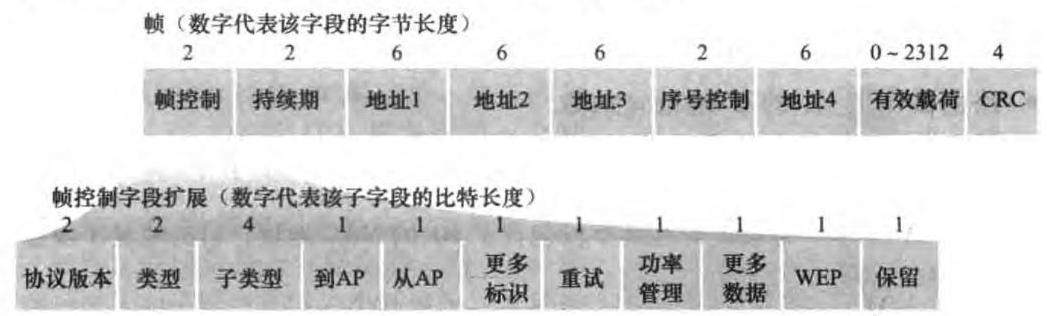 帧（数字代表该字段的字节长度）
2 2 6 6 6 2 6 0~2312 4
帧控制 持续期 地址1 地址2 地址3 序号控制 地址4 有效载荷 CRC
帧控制字段扩展（数字代表该子字段的比特长度）
2 2 4 1 1 1 1 1 1 1 1
协议版本 类型 子类型 到AP 从AP 更多标识 重试 功率管理 更多数据 WEP 保留